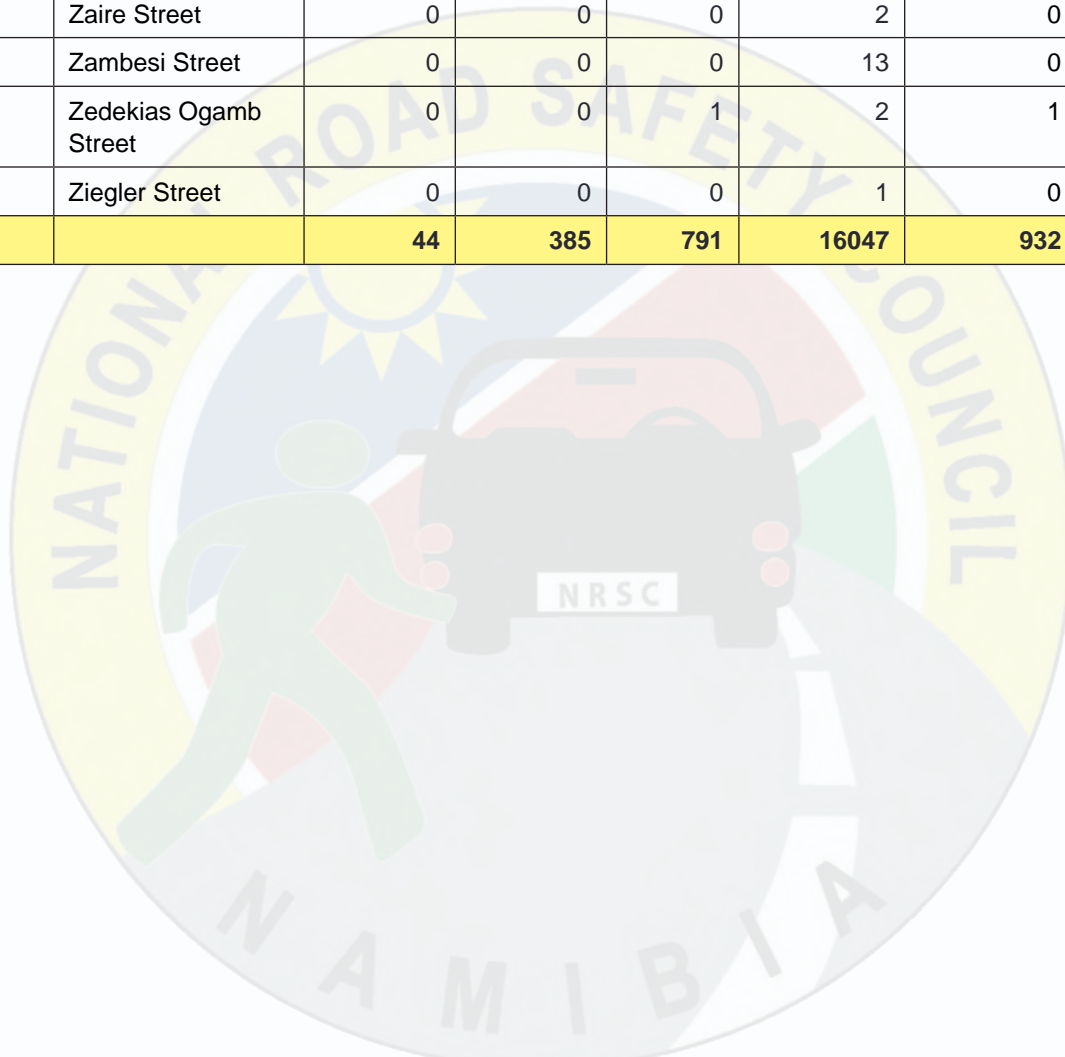 Zaire Street 0 0 0 2 0
Zambesi Street 0 0 0 13 0
Zedekias Ogamb 0 0 1 2 1
Street
Ziegler Street 0 0 0 1 0
44 385 791 16047 932
NATIONAL ROAD SAFETY COUNCIL
NRSC
NAMIBIA